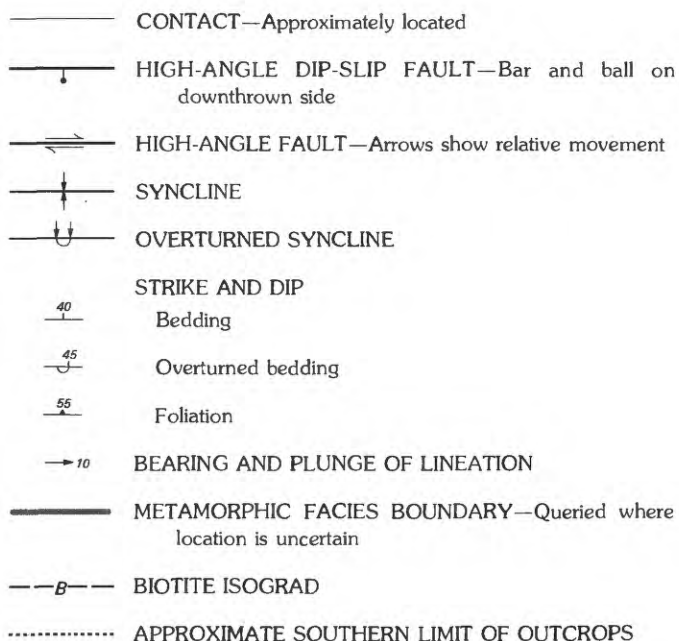 CONTACT—Approximately located
HIGH-ANGLE DIP-SLIP FAULT—Bar and ball on
downthrown side
HIGH-ANGLE FAULT—Arrows show relative movement
SYNCLINE
OVERTURNED SYNCLINE
STRIKE AND DIP
40 Bedding
45 Overturned bedding
55 Foliation
10 BEARING AND PLUNGE OF LINEATION
METAMORPHIC FACIES BOUNDARY—Queried where
location is uncertain
B BIOTITE ISOGRAD
APPROXIMATE SOUTHERN LIMIT OF OUTCROPS